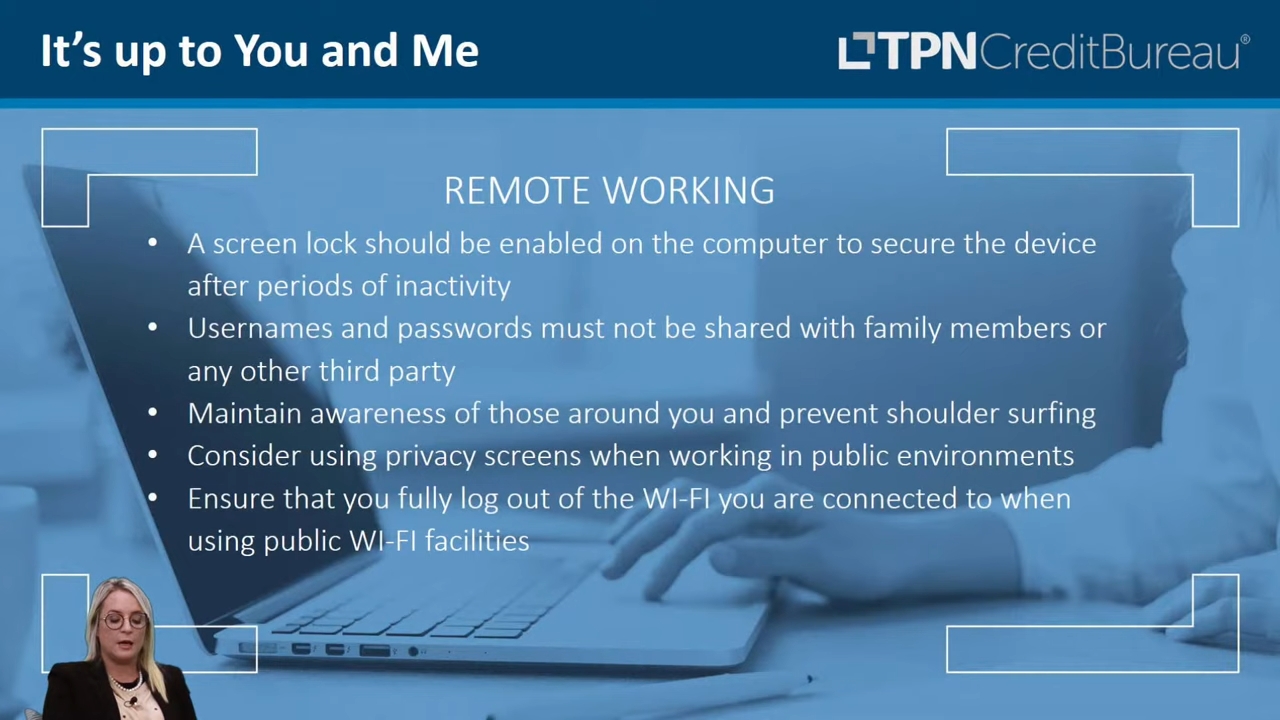 It's up to You and Me
TPNCreditBureau®
REMOTE WORKING
• A screen lock should be enabled on the computer to secure the device
after periods of inactivity
• Usernames and passwords must not be shared with family members or
any other third party
• Maintain awareness of those around you and prevent shoulder surfing
• Consider using privacy screens when working in public environments
• Ensure that you fully log out of the WI-FI you are connected to when
using public WI-FI facilities